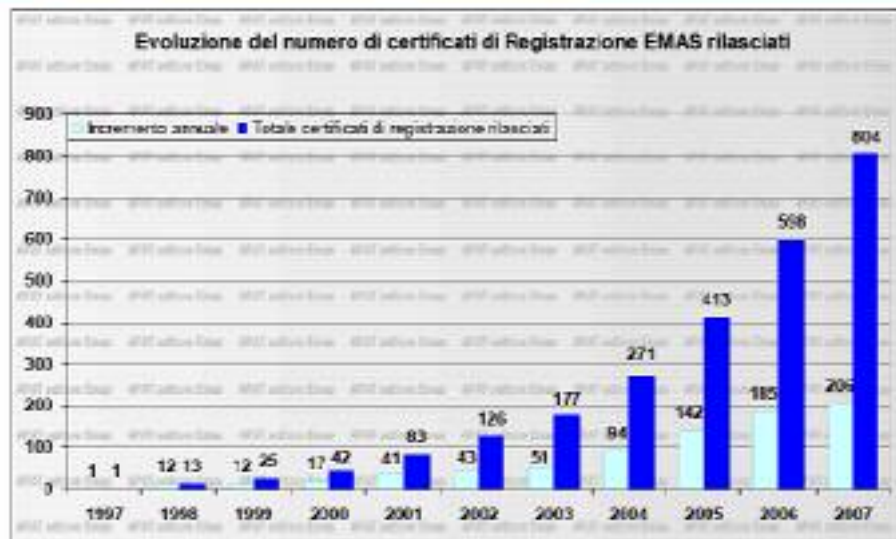 Evoluzione del numero di certificati di Registrazione EMAS rilasciati
Incremento annuale Totale certificati di registrazione rilasciati
900
800
700
600
500
400
300
200
100
0
1 1 12 13 12 25 17 42 41 83 43 126 51 177 94 271 142 413 185 598 206 804
1997 1998 1999 2000 2001 2002 2003 2004 2005 2006 2007